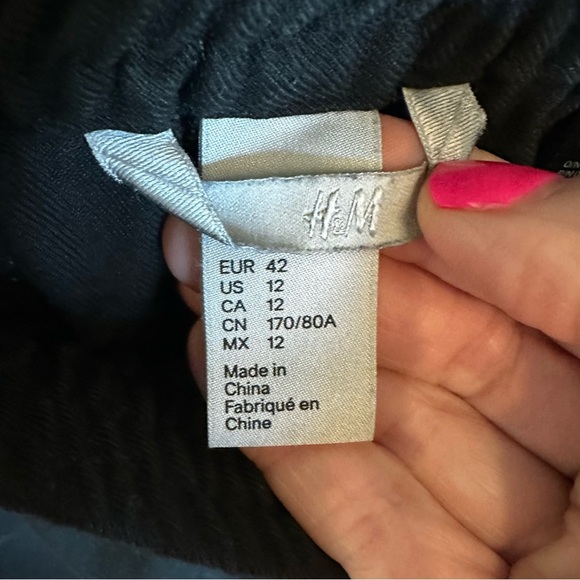 H&M
EUR 42
US 12
CA 12
CN 170/80A
MX 12
Made in
China
Fabriqué en
Chine